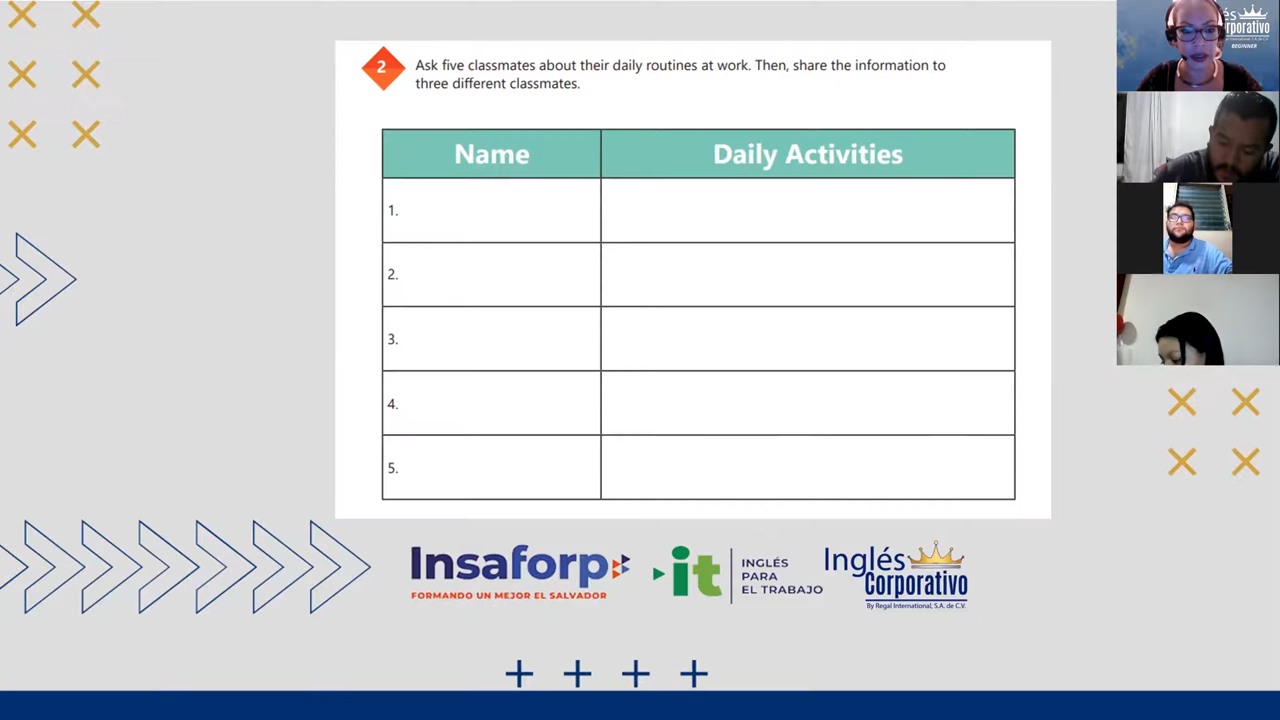 2
Ask five classmates about their daily routines at work. Then, share the information to
three different classmates.
Name
Daily Activities
1.
2.
3.
4.
5.
Insaforp
FORMANDO UN MEJOR EL SALVADOR
it
INGLÉS
PARA
EL TRABAJO
Inglés
Corporativo
By Regal International, S.A. de C.V.
BEGINNER